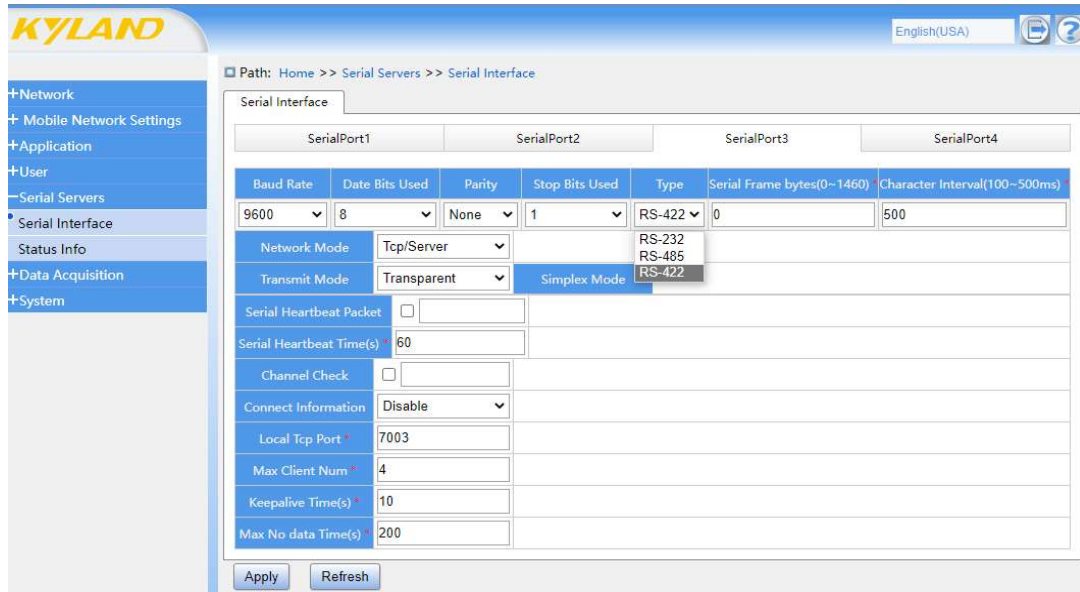 KYLAND
English(USA)
Path: Home >> Serial Servers >> Serial Interface
+Network
+ Mobile Network Settings
+Application
+User
−Serial Servers
Serial Interface
Status Info
+Data Acquisition
+System
Serial Interface
SerialPort1 SerialPort2 SerialPort3 SerialPort4
Baud Rate Date Bits Used Parity Stop Bits Used Type Serial Frame bytes(0~1460) * Character Interval(100~500ms) *
9600 8 None 1 RS-422 0 500
RS-232
RS-485
RS-422
Network Mode Tcp/Server
Transmit Mode Transparent Simplex Mode
Serial Heartbeat Packet
Serial Heartbeat Time(s) * 60
Channel Check
Connect Information Disable
Local Tcp Port * 7003
Max Client Num * 4
Keepalive Time(s) * 10
Max No data Time(s) * 200
Apply Refresh